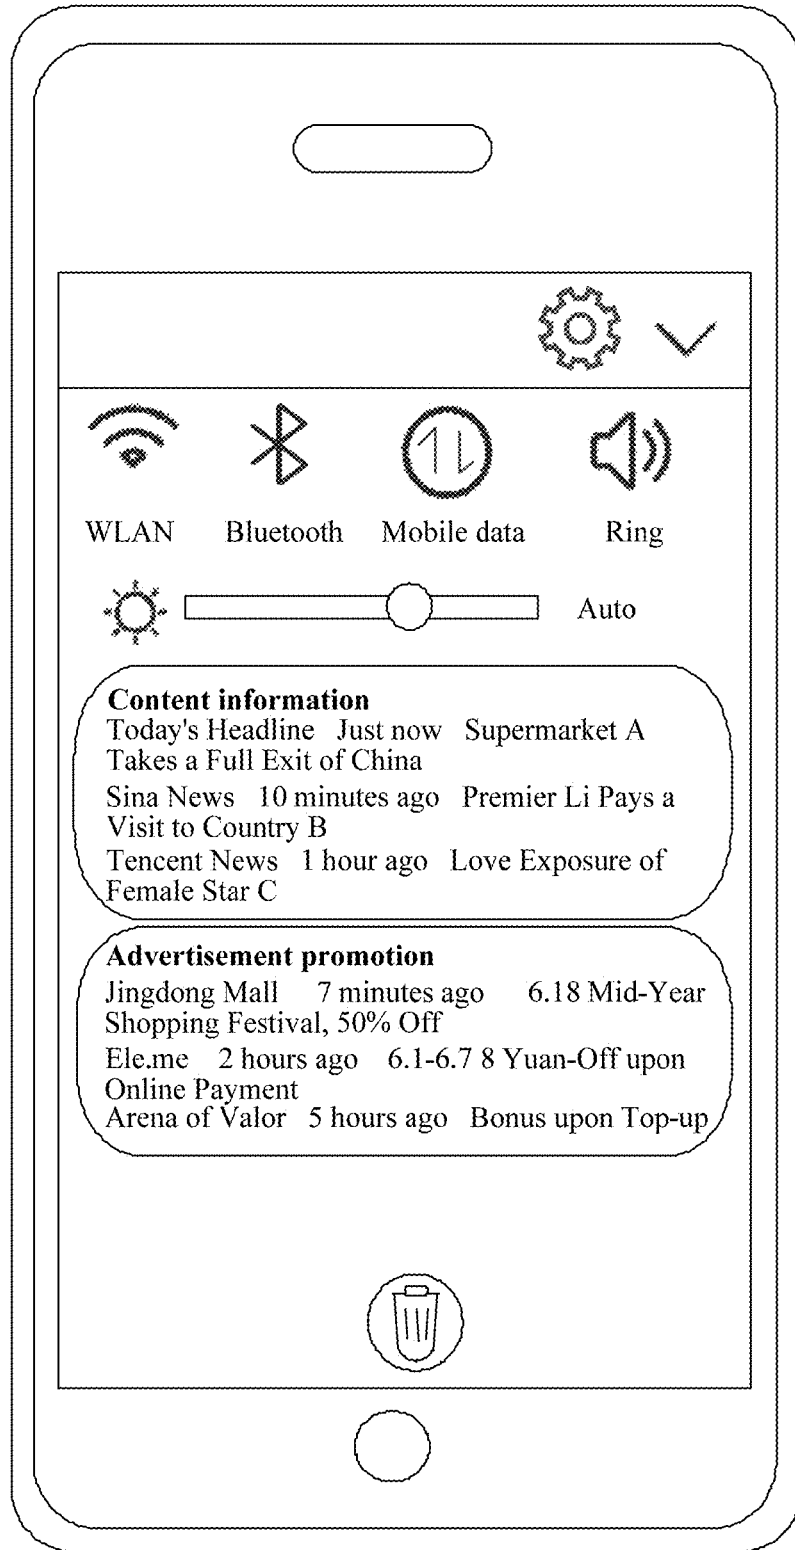 WLAN Bluetooth Mobile data Ring
Auto
Content information
Today's Headline Just now Supermarket A
Takes a Full Exit of China
Sina News 10 minutes ago Premier Li Pays a
Visit to Country B
Tencent News 1 hour ago Love Exposure of
Female Star C
Advertisement promotion
Jingdong Mall 7 minutes ago 6.18 Mid-Year
Shopping Festival, 50% Off
Ele.me 2 hours ago 6.1-6.7 8 Yuan-Off upon
Online Payment
Arena of Valor 5 hours ago Bonus upon Top-up